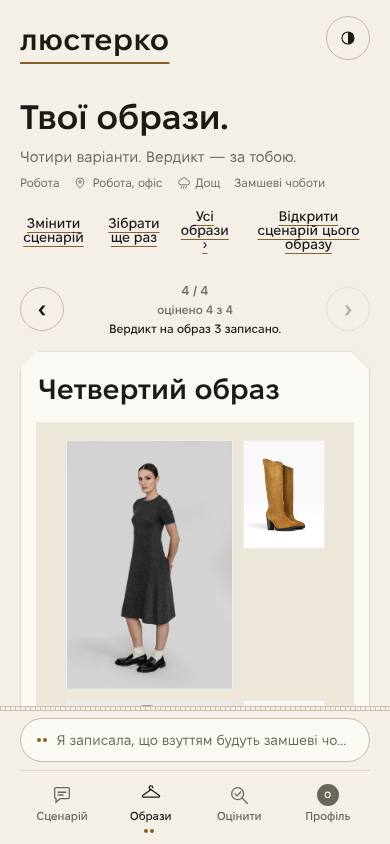 люстерко
Твої образи.
Чотири варіанти. Вердикт — за тобою.
Робота Робота, офіс Дощ Замшеві чоботи
Змінити сценарій
Зібрати ще раз
Усі образи ›
Відкрити сценарій цього образу
‹
4 / 4
оцінено 4 з 4
Вердикт на образ 3 записано.
›
Четвертий образ
Я записала, що взуттям будуть замшеві чо...
Сценарій Образи Оцінити Профіль
О